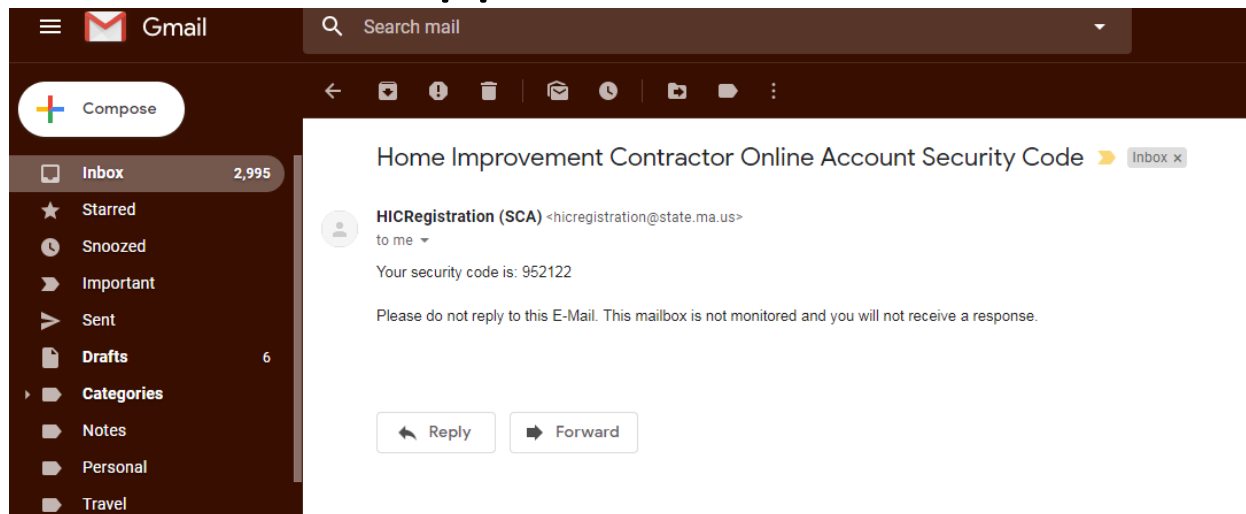 Gmail
Search mail
Compose
Home Improvement Contractor Online Account Security Code
Inbox x
Inbox 2,995
Starred
Snoozed
Important
Sent
Drafts 6
Categories
Notes
Personal
Travel
HICRegistration (SCA) <hicregistration@state.ma.us>
to me
Your security code is: 952122
Please do not reply to this E-Mail. This mailbox is not monitored and you will not receive a response.
Reply
Forward